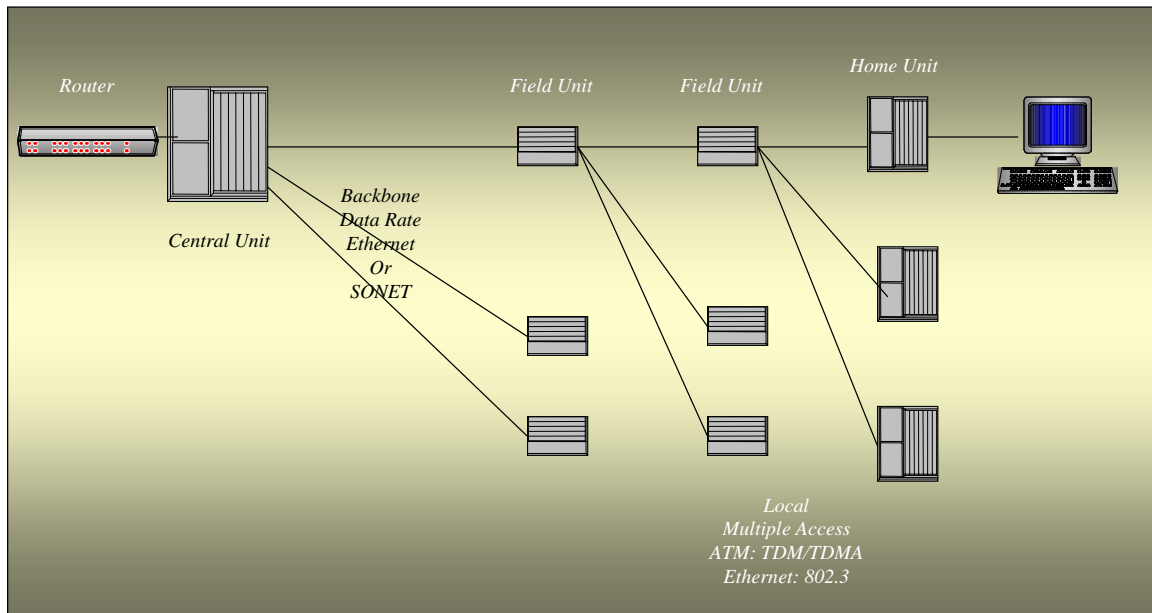 Router
Field Unit
Field Unit
Home Unit
Central Unit
Backbone
Data Rate
Ethernet
Or
SONET
Local
Multiple Access
ATM: TDM/TDMA
Ethernet: 802.3